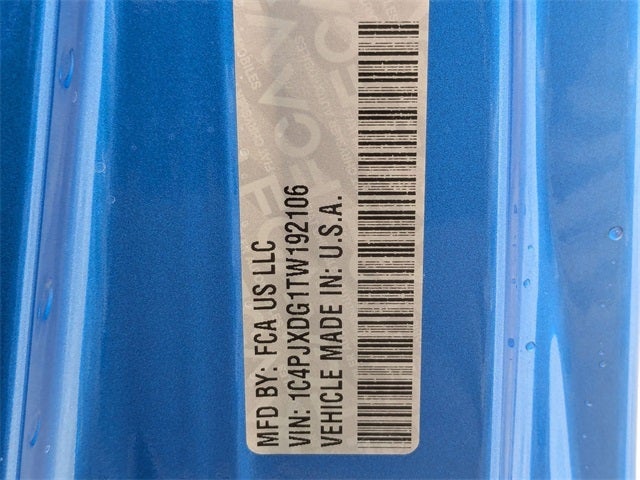 MFD BY: FCA US LLC
VIN: 1C4PJXDG1TW192106
VEHICLE MADE IN: U.S.A.